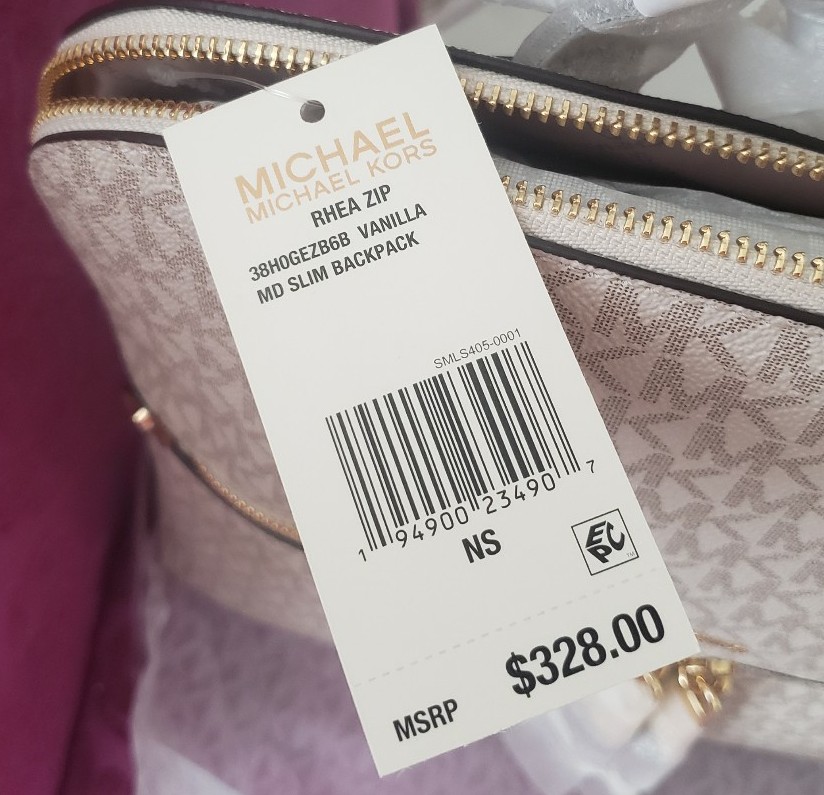 MICHAEL
MICHAEL KORS
RHEA ZIP
38H0GEZB6B VANILLA
MD SLIM BACKPACK
SMLS405-0001
1 94900 23490 7
NS
EPC TM
MSRP $328.00